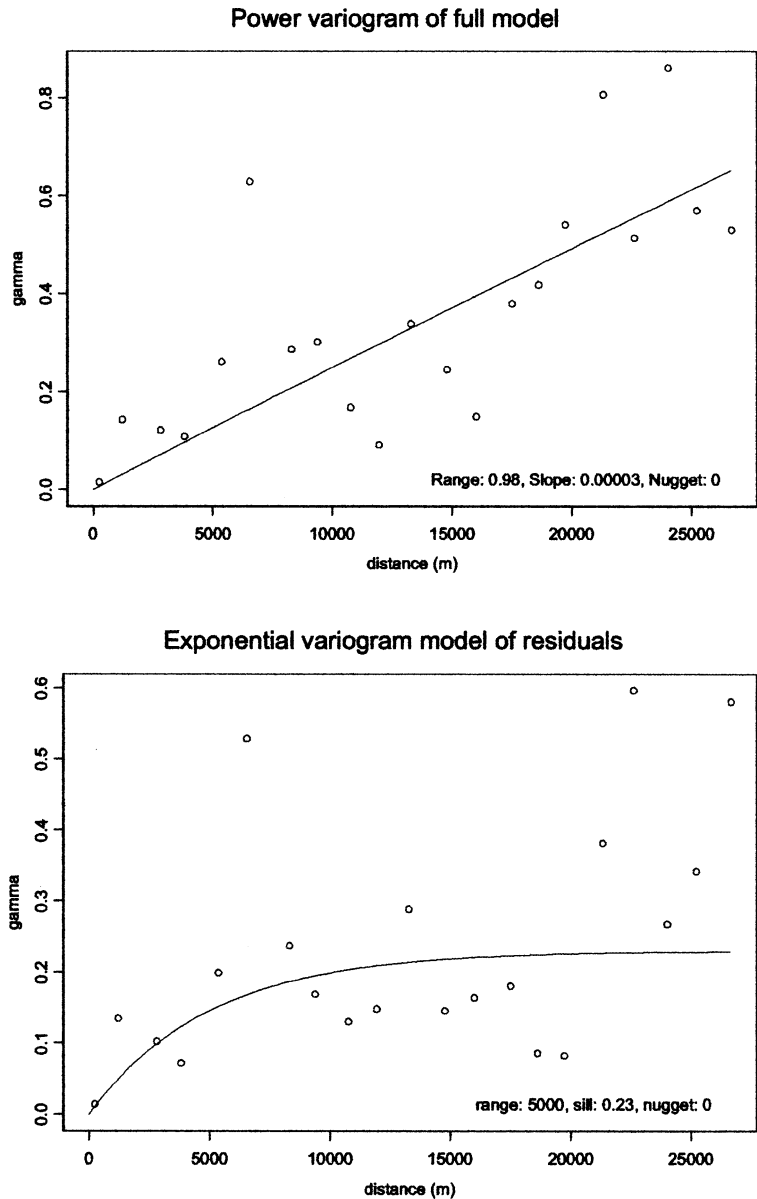 Power variogram of full model
gamma
0.8
0.6
0.4
0.2
0.0
Range: 0.98, Slope: 0.00003, Nugget: 0
0 5000 10000 15000 20000 25000
distance (m)
Exponential variogram model of residuals
gamma
0.6
0.5
0.4
0.3
0.2
0.1
0.0
range: 5000, sill: 0.23, nugget: 0
0 5000 10000 15000 20000 25000
distance (m)